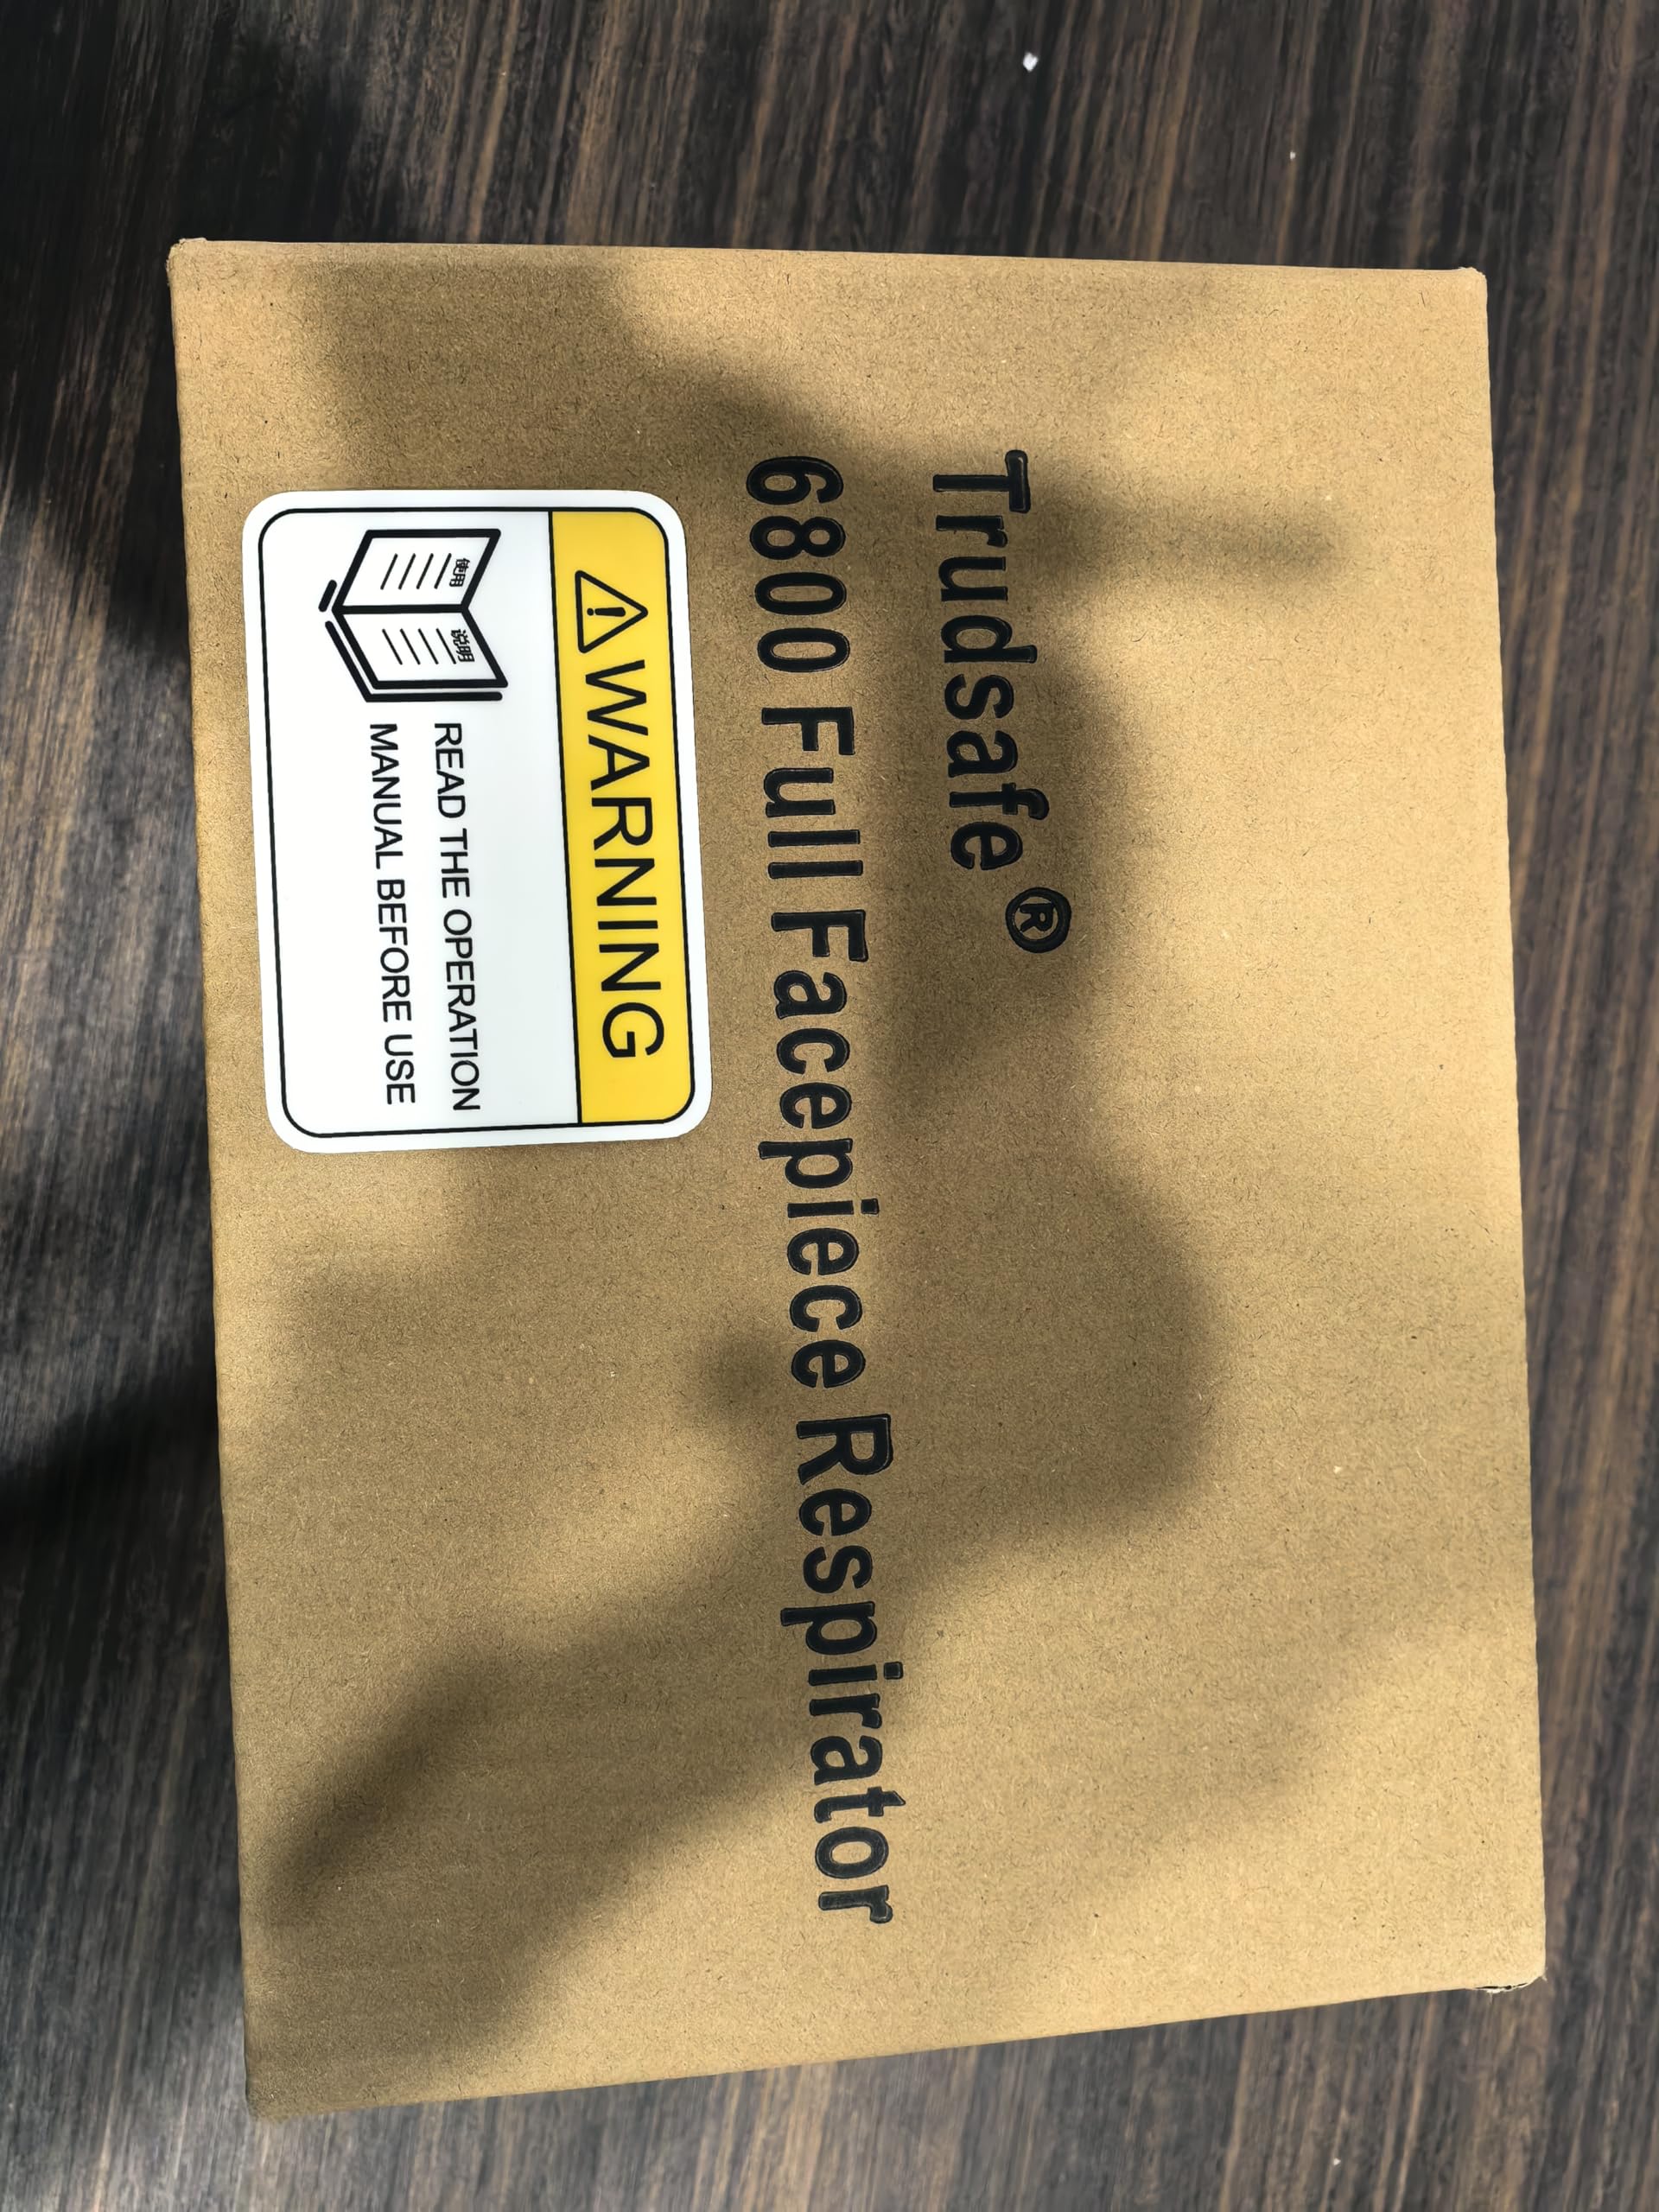 Trudsafe®
6800 Full Facepiece Respirator
WARNING
使用 说明
READ THE OPERATION
MANUAL BEFORE USE